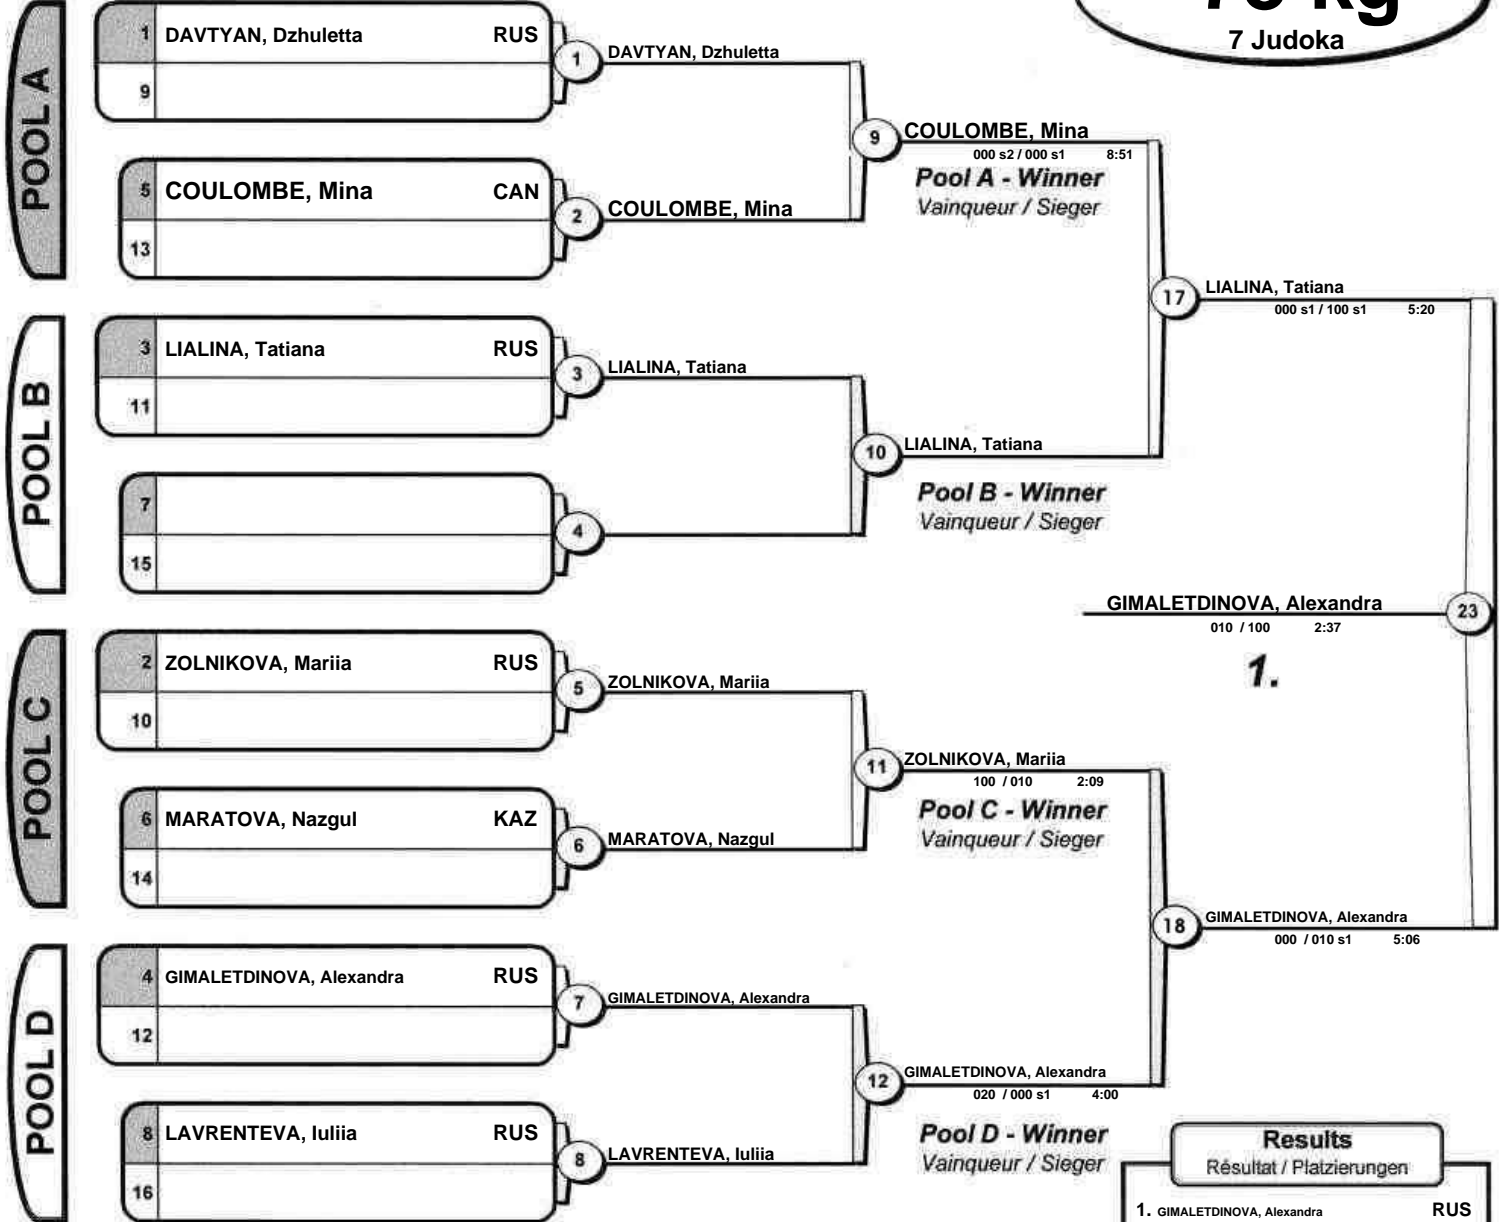 kg
7 Judoka
POOL A
1 DAVTYAN, Dzhuletta RUS
9
1 DAVTYAN, Dzhuletta
5 COULOMBE, Mina CAN
13
2 COULOMBE, Mina
9 COULOMBE, Mina
000 s2 / 000 s1 8:51
Pool A - Winner
Vainqueur / Sieger
POOL B
3 LIALINA, Tatiana RUS
11
3 LIALINA, Tatiana
7
15
4
10 LIALINA, Tatiana
Pool B - Winner
Vainqueur / Sieger
17 LIALINA, Tatiana
000 s1 / 100 s1 5:20
GIMALETDINOVA, Alexandra 23
010 / 100 2:37
1.
POOL C
2 ZOLNIKOVA, Mariia RUS
10
5 ZOLNIKOVA, Mariia
6 MARATOVA, Nazgul KAZ
14
6 MARATOVA, Nazgul
11 ZOLNIKOVA, Mariia
100 / 010 2:09
Pool C - Winner
Vainqueur / Sieger
18 GIMALETDINOVA, Alexandra
000 / 010 s1 5:06
POOL D
4 GIMALETDINOVA, Alexandra RUS
12
7 GIMALETDINOVA, Alexandra
8 LAVRENTEVA, Iuliia RUS
16
8 LAVRENTEVA, Iuliia
12 GIMALETDINOVA, Alexandra
020 / 000 s1 4:00
Pool D - Winner
Vainqueur / Sieger
Results
Résultat / Platzierungen
1. GIMALETDINOVA, Alexandra RUS